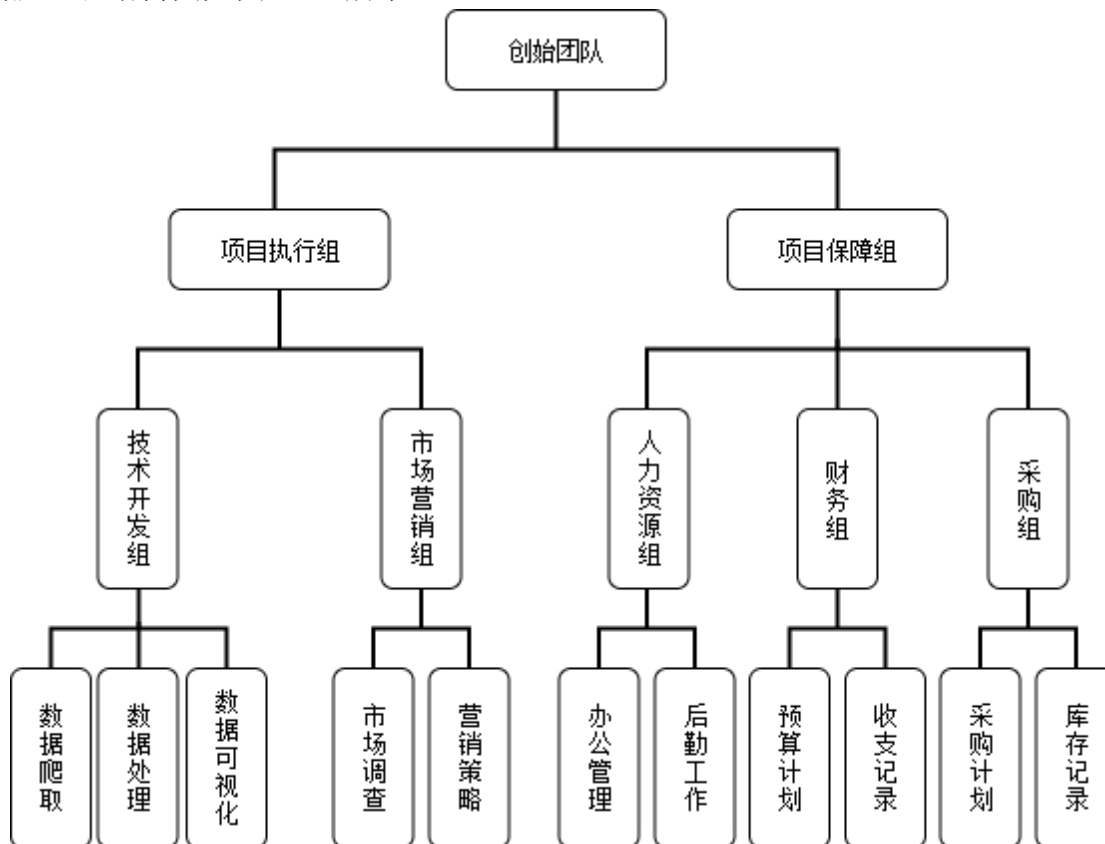 创始团队
项目执行组
项目保障组
技术开发组
市场营销组
人力资源组
财务组
采购组
数据爬取
数据处理
数据可视化
市场调查
营销策略
办公管理
后勤工作
预算计划
收支记录
采购计划
库存记录